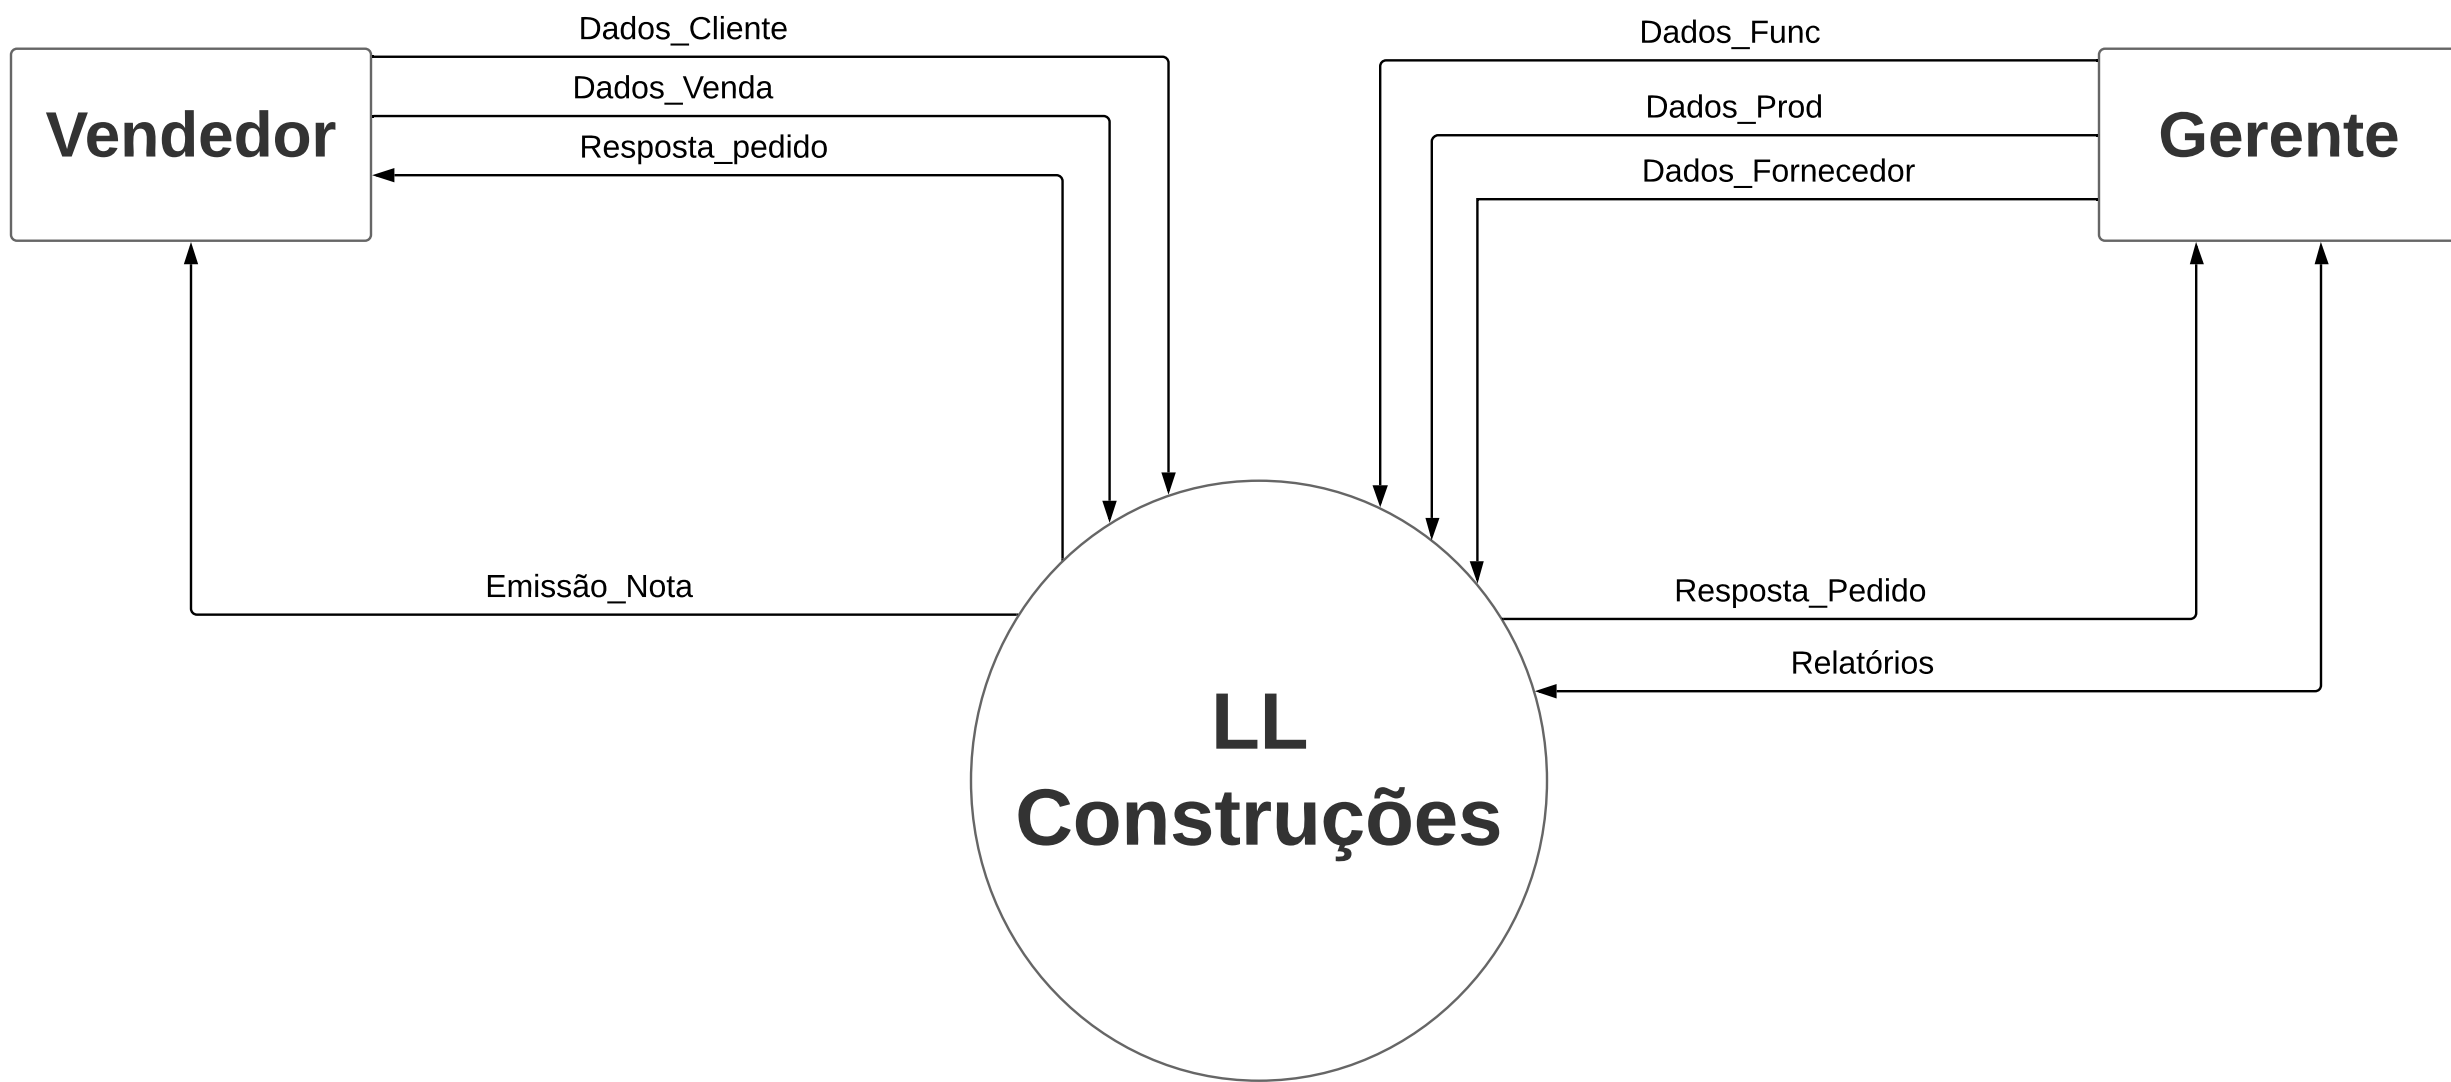 Dados_Cliente
Dados_Venda
Resposta_pedido
Vendedor
Dados_Func
Dados_Prod
Dados_Fornecedor
Gerente
Emissão_Nota
Resposta_Pedido
Relatórios
LL
Construções